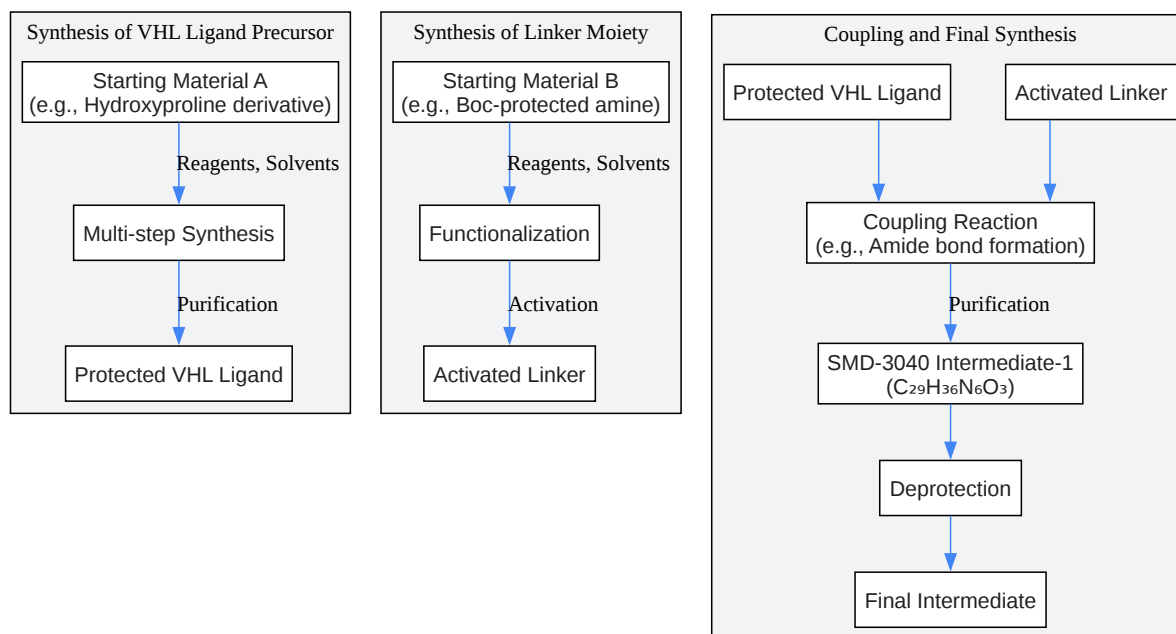 Synthesis of VHL Ligand Precursor
Starting Material A
(e.g., Hydroxyproline derivative)
Reagents, Solvents
Multi-step Synthesis
Purification
Protected VHL Ligand
Synthesis of Linker Moiety
Starting Material B
(e.g., Boc-protected amine)
Reagents, Solvents
Functionalization
Activation
Activated Linker
Coupling and Final Synthesis
Protected VHL Ligand
Activated Linker
Coupling Reaction
(e.g., Amide bond formation)
Purification
SMD-3040 Intermediate-1
(C₂₉H₃₆N₆O₃)
Deprotection
Final Intermediate